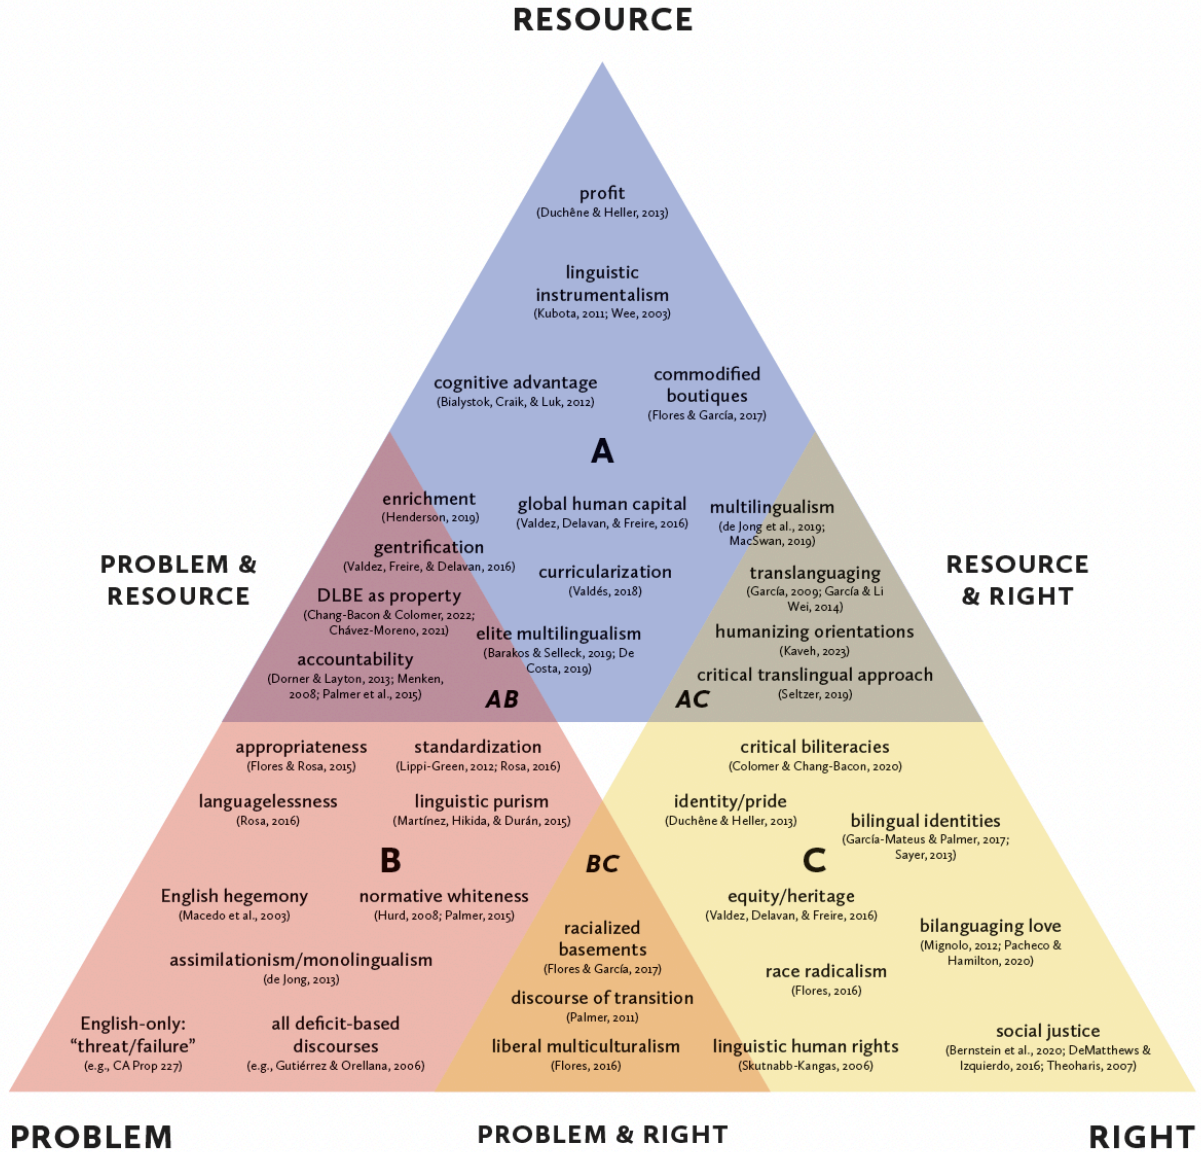 RESOURCE
profit
(Duchêne & Heller, 2013)
linguistic
instrumentalism
(Kubota, 2011; Wee, 2003)
cognitive advantage
(Bialystok, Craik, & Luk, 2012)
commodified
boutiques
(Flores & García, 2017)
A
enrichment
(Henderson, 2019)
gentrification
(Valdez, Freire, & Delavan, 2016)
DLBE as property
(Chang-Bacon & Colomer, 2022;
Chávez-Moreno, 2021)
accountability
(Dorner & Layton, 2013; Menken,
2008; Palmer et al., 2015)
AB
global human capital
(Valdez, Delavan, & Freire, 2016)
curricularization
(Valdés, 2018)
elite multilingualism
(Barakos & Selleck, 2019; De
Costa, 2019)
multilingualism
(de Jong et al., 2019;
MacSwan, 2019)
translanguaging
(García, 2009; García & Li
Wei, 2014)
humanizing orientations
(Kaveh, 2023)
critical translingual approach
(Seltzer, 2019)
AC
PROBLEM &
RESOURCE
RESOURCE
& RIGHT
appropriateness
(Flores & Rosa, 2015)
standardization
(Lippi-Green, 2012; Rosa, 2016)
languagelessness
(Rosa, 2016)
linguistic purism
(Martínez, Hikida, & Durán, 2015)
B
English hegemony
(Macedo et al., 2003)
normative whiteness
(Hurd, 2008; Palmer, 2015)
assimilationism/monolingualism
(de Jong, 2013)
English-only:
“threat/failure”
(e.g., CA Prop 227)
all deficit-based
discourses
(e.g., Gutiérrez & Orellana, 2006)
BC
racialized
basements
(Flores & García, 2017)
discourse of transition
(Palmer, 2011)
liberal multiculturalism
(Flores, 2016)
critical biliteracies
(Colomer & Chang-Bacon, 2020)
identity/pride
(Duchêne & Heller, 2013)
bilingual identities
(García-Mateus & Palmer, 2017;
Sayer, 2013)
C
equity/heritage
(Valdez, Delavan, & Freire, 2016)
bilanguaging love
(Mignolo, 2012; Pacheco &
Hamilton, 2020)
race radicalism
(Flores, 2016)
linguistic human rights
(Skutnabb-Kangas, 2006)
social justice
(Bernstein et al., 2020; DeMatthews &
Izquierdo, 2016; Theoharis, 2007)
PROBLEM
PROBLEM & RIGHT
RIGHT